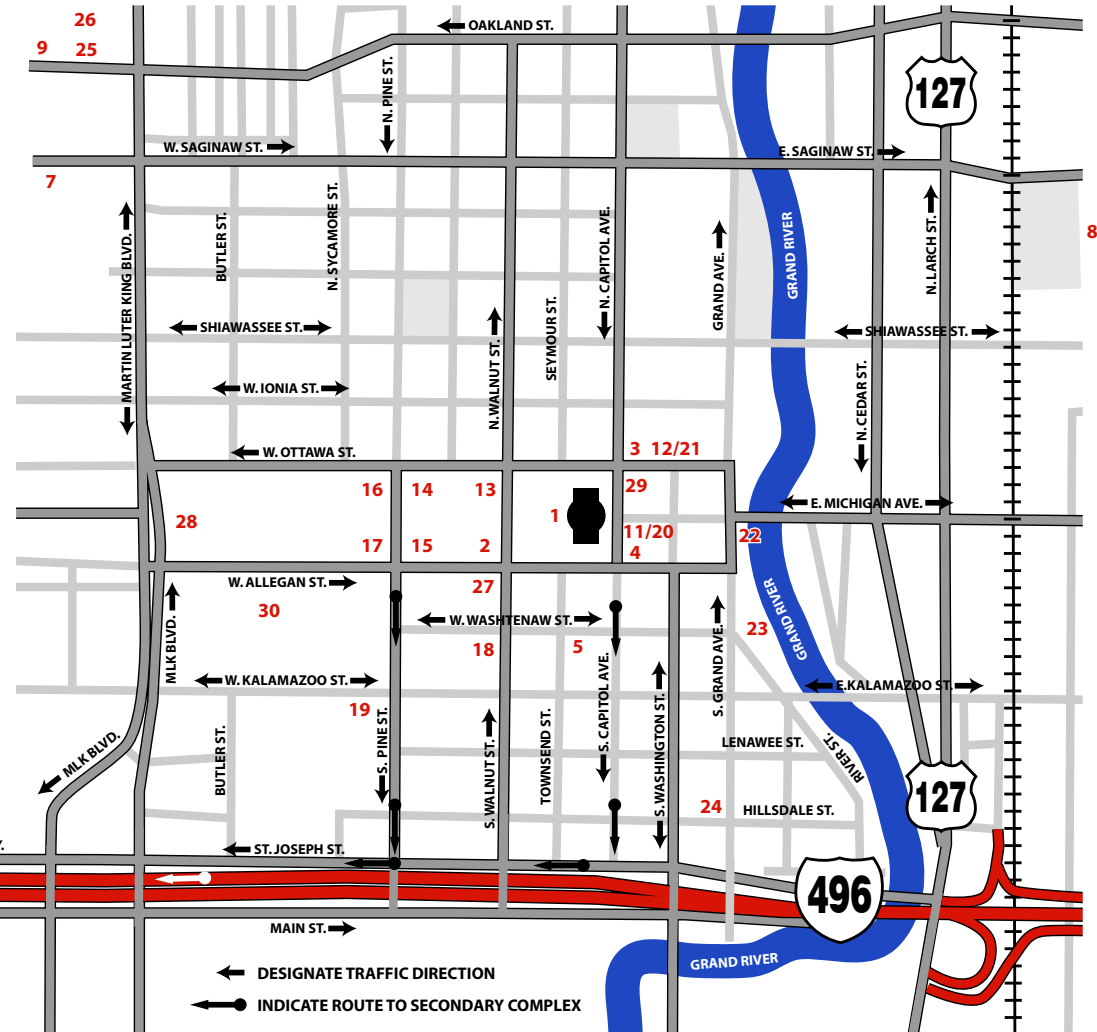 26
OAKLAND ST.
9
25
N. PINE ST.
127
W. SAGINAW ST.
E. SAGINAW ST.
7
MARTIN LUTER KING BLVD.
BUTLER ST.
N. SYCAMORE ST.
N. CAPITOL AVE.
GRAND AVE.
GRAND RIVER
N. LARCH ST.
8
SHIAWASSEE ST.
N.WALNUT ST.
SEYMOUR ST.
SHIAWASSEE ST.
W. IONIA ST.
N. CEDAR ST.
W. OTTAWA ST.
3
12/21
16
14
13
29
1
E. MICHIGAN AVE.
28
11/20
22
17
15
2
4
W. ALLEGAN ST.
27
30
W. WASHTENAW ST.
GRAND RIVER
MLK BLVD.
18
5
23
S. GRAND AVE.
W. KALAMAZOO ST.
E.KALAMAZOO ST.
19
S. PINE ST.
S. CAPITOL AVE.
S. WASHINGTON ST.
MLK BLVD.
BUTLER ST.
S. WALNUT ST.
TOWNSEND ST.
LENAWEE ST.
RIVER ST.
127
24
HILLSDALE ST.
Y.
ST. JOSEPH ST.
496
MAIN ST.
GRAND RIVER
DESIGNATE TRAFFIC DIRECTION
INDICATE ROUTE TO SECONDARY COMPLEX